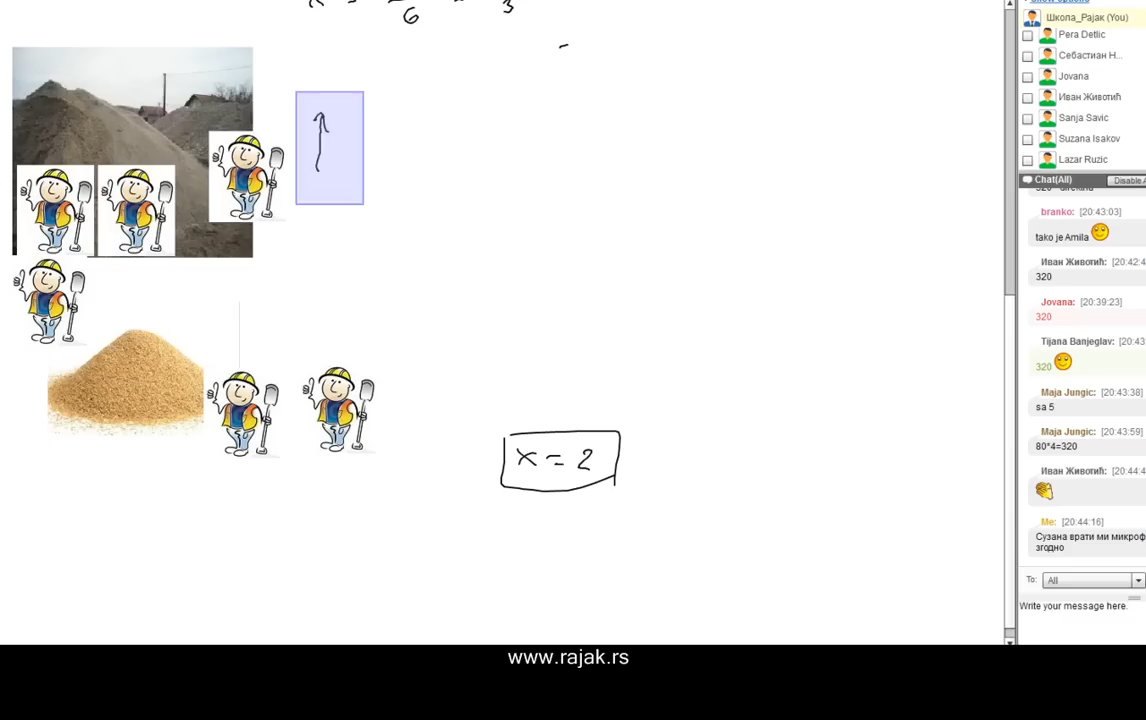 6
3
x = 2
Школа_Рајак (You)
Pera Detlic
Себастиан Н...
Jovana
Иван Животић
Sanja Savic
Suzana Isakov
Lazar Ruzic
Chat(All)
Disable A
branko: [20:43:03]
tako je Amila
Иван Животић: [20:42:4
320
Jovana: [20:39:23]
320
Tijana Banjeglav: [20:43
320
Maja Jungic: [20:43:38]
sa 5
Maja Jungic: [20:43:59]
80*4=320
Иван Животић: [20:44:4
Me: [20:44:16]
Сузана врати ми микроф
згодно
To: All
Write your message here.
www.rajak.rs